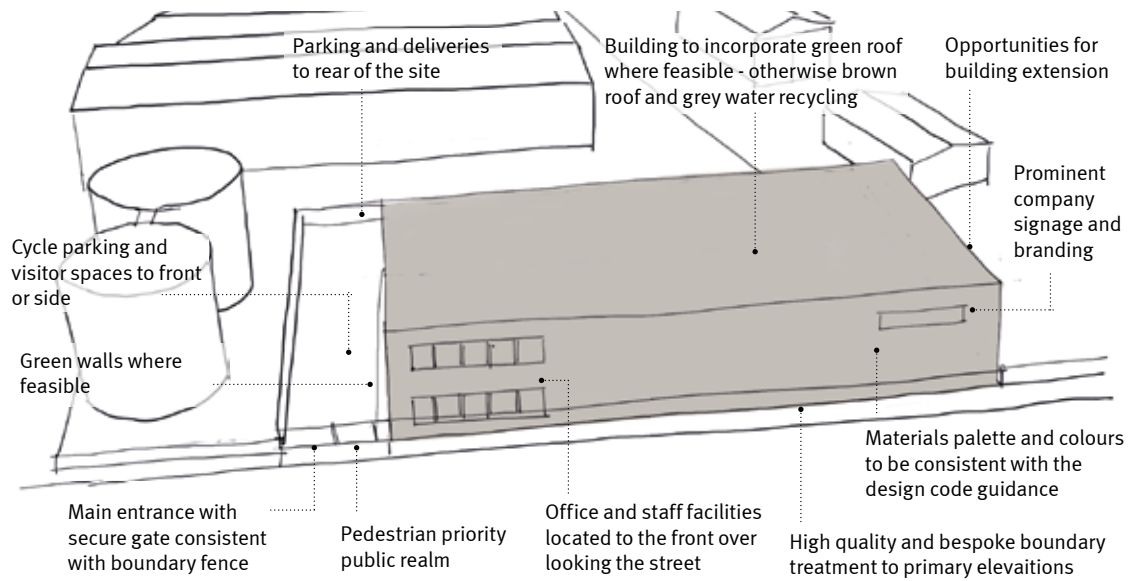 Parking and deliveries
to rear of the site
Building to incorporate green roof
where feasible - otherwise brown
roof and grey water recycling
Opportunities for
building extension
Prominent
company
signage and
branding
Cycle parking and
visitor spaces to front
or side
Green walls where
feasible
Materials palette and colours
to be consistent with the
design code guidance
Main entrance with
secure gate consistent
with boundary fence
Pedestrian priority
public realm
Office and staff facilities
located to the front over
looking the street
High quality and bespoke boundary
treatment to primary elevaitions